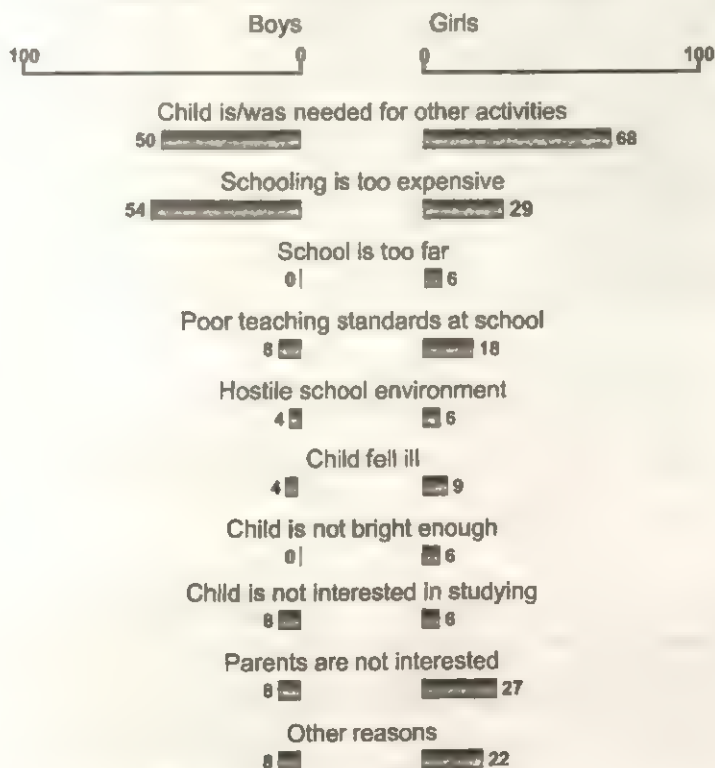 Boys Girls
100 0 0 100
Child is/was needed for other activities
50 68
Schooling is too expensive
54 29
School is too far
0 6
Poor teaching standards at school
8 18
Hostile school environment
4 6
Child fell ill
4 9
Child is not bright enough
0 6
Child is not interested in studying
8 6
Parents are not interested
8 27
Other reasons
8 22